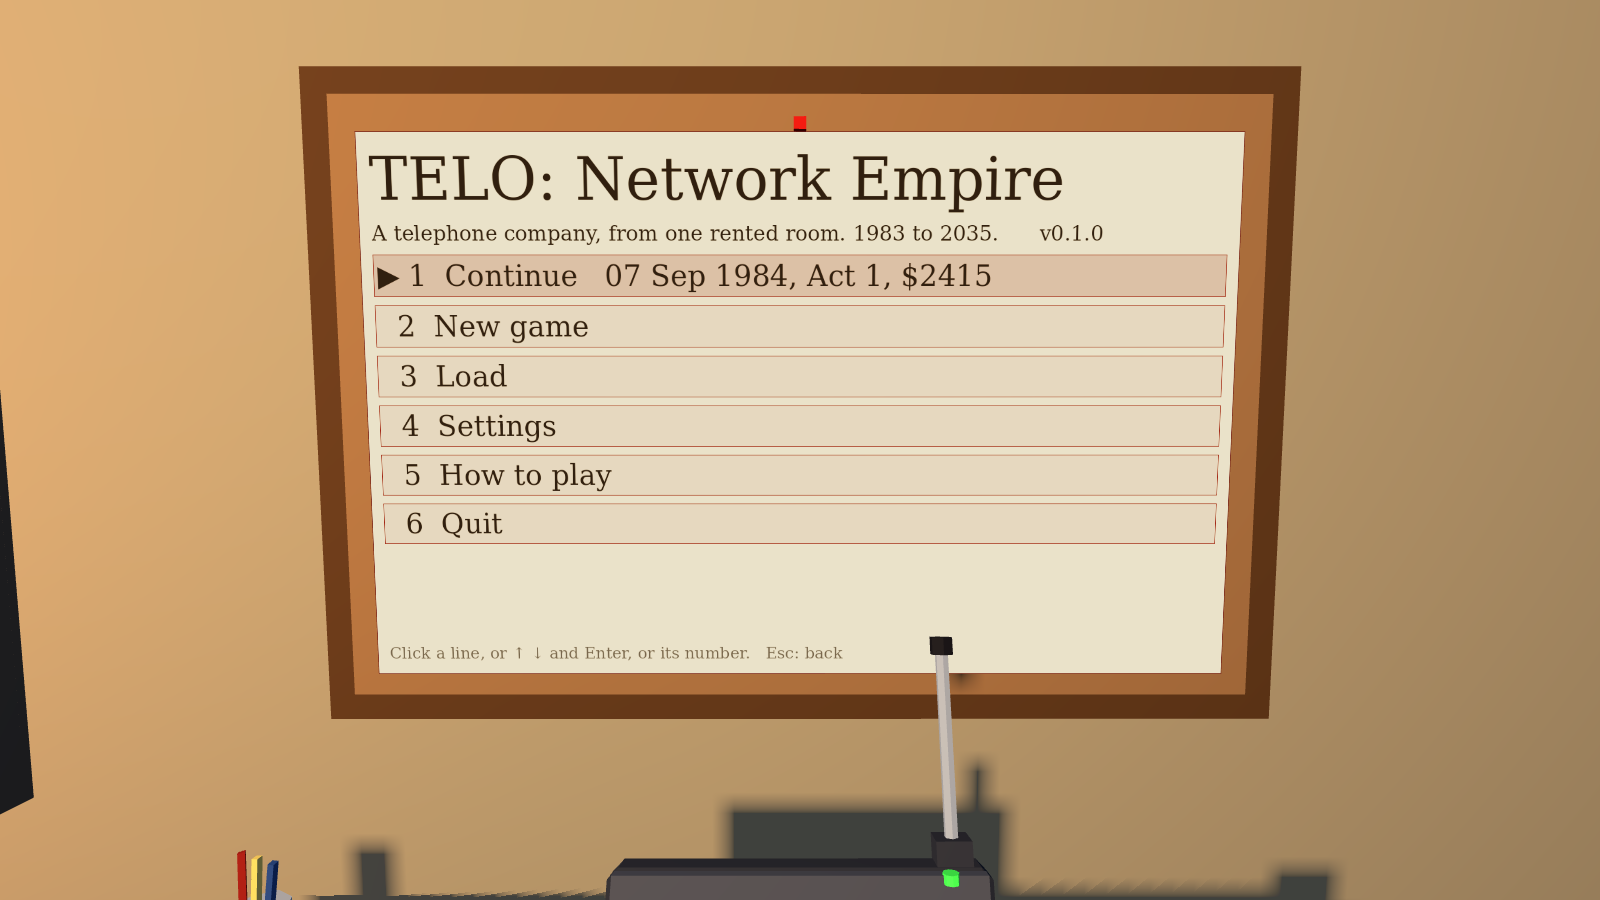 TELO: Network Empire
A telephone company, from one rented room. 1983 to 2035. v0.1.0
▶ 1 Continue 07 Sep 1984, Act 1, $2415
2 New game
3 Load
4 Settings
5 How to play
6 Quit
Click a line, or ↑ ↓ and Enter, or its number. Esc: back